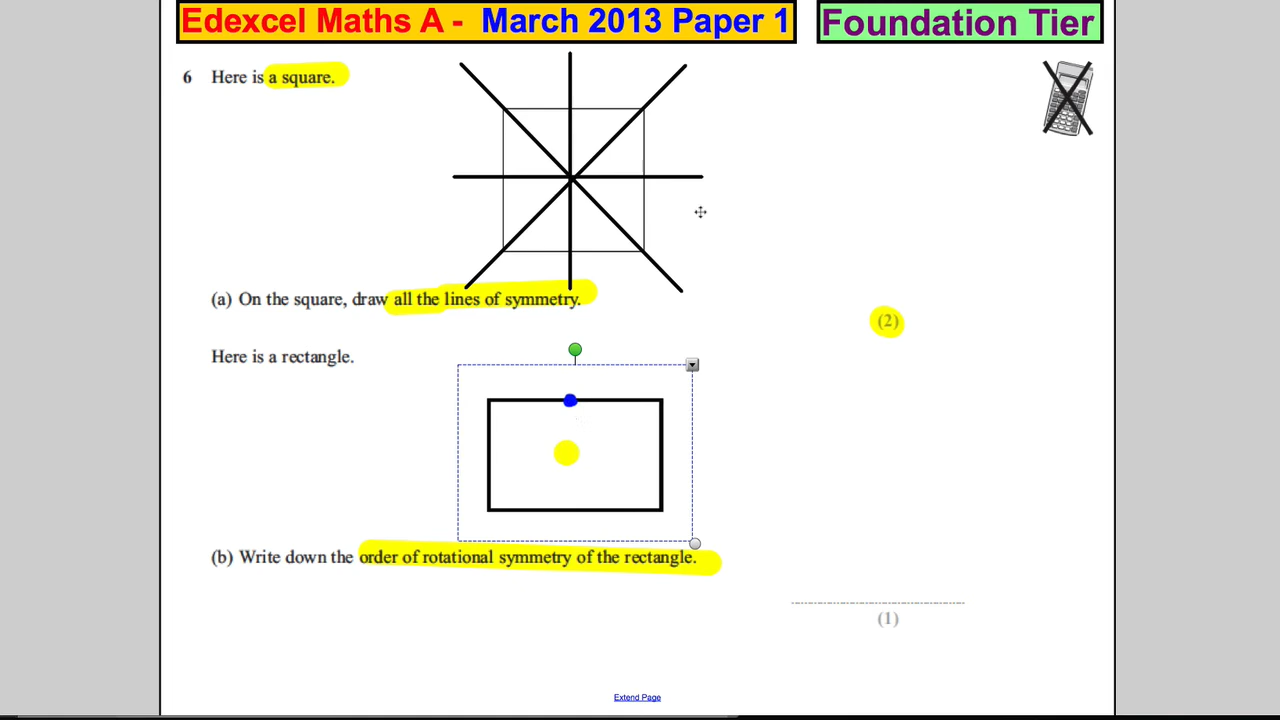 Edexcel Maths A - March 2013 Paper 1
Foundation Tier
6 Here is a square.
(a) On the square, draw all the lines of symmetry.
(2)
Here is a rectangle.
(b) Write down the order of rotational symmetry of the rectangle.
(1)
Extend Page